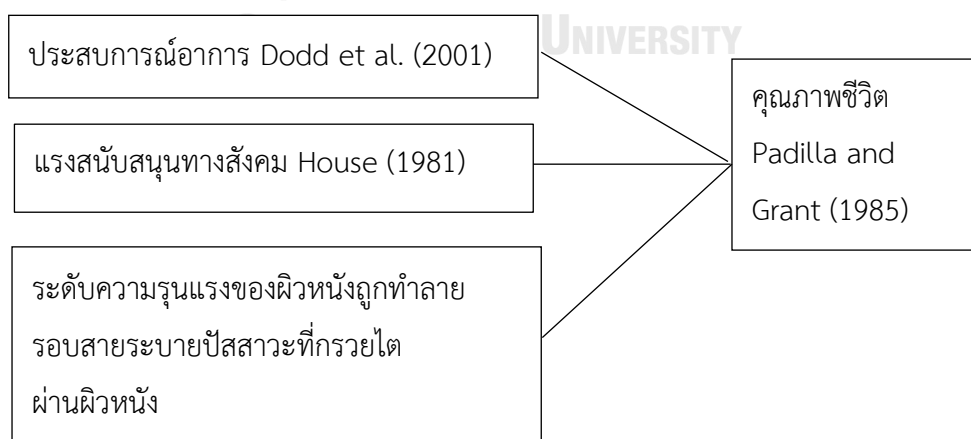 UNIVERSITY
ประสบการณ์อาการ Dodd et al. (2001)
แรงสนับสนุนทางสังคม House (1981)
ระดับความรุนแรงของผิวหนังถูกทำลาย
รอบสายระบายปัสสาวะที่กรวยไต
ผ่านผิวหนัง
คุณภาพชีวิต
Padilla and
Grant (1985)